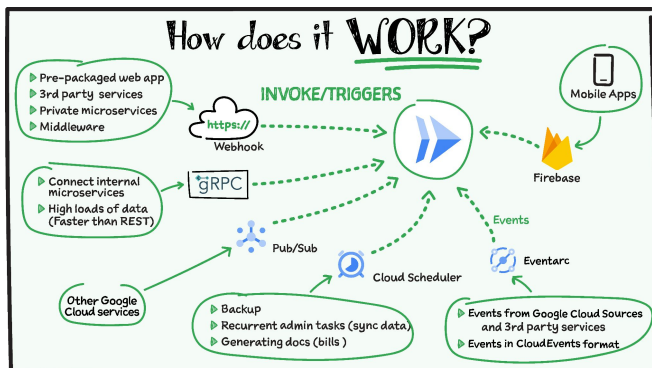 How does it WORK?
Pre-packaged web app
3rd party services
Private microservices
Middleware
https://
Webhook
INVOKE/TRIGGERS
Mobile Apps
Firebase
Connect internal
microservices
High loads of data
(Faster than REST)
gRPC
Pub/Sub
Cloud Scheduler
Events
Eventarc
Other Google
Cloud services
Backup
Recurrent admin tasks (sync data)
Generating docs (bills )
Events from Google Cloud Sources
and 3rd party services
Events in CloudEvents format